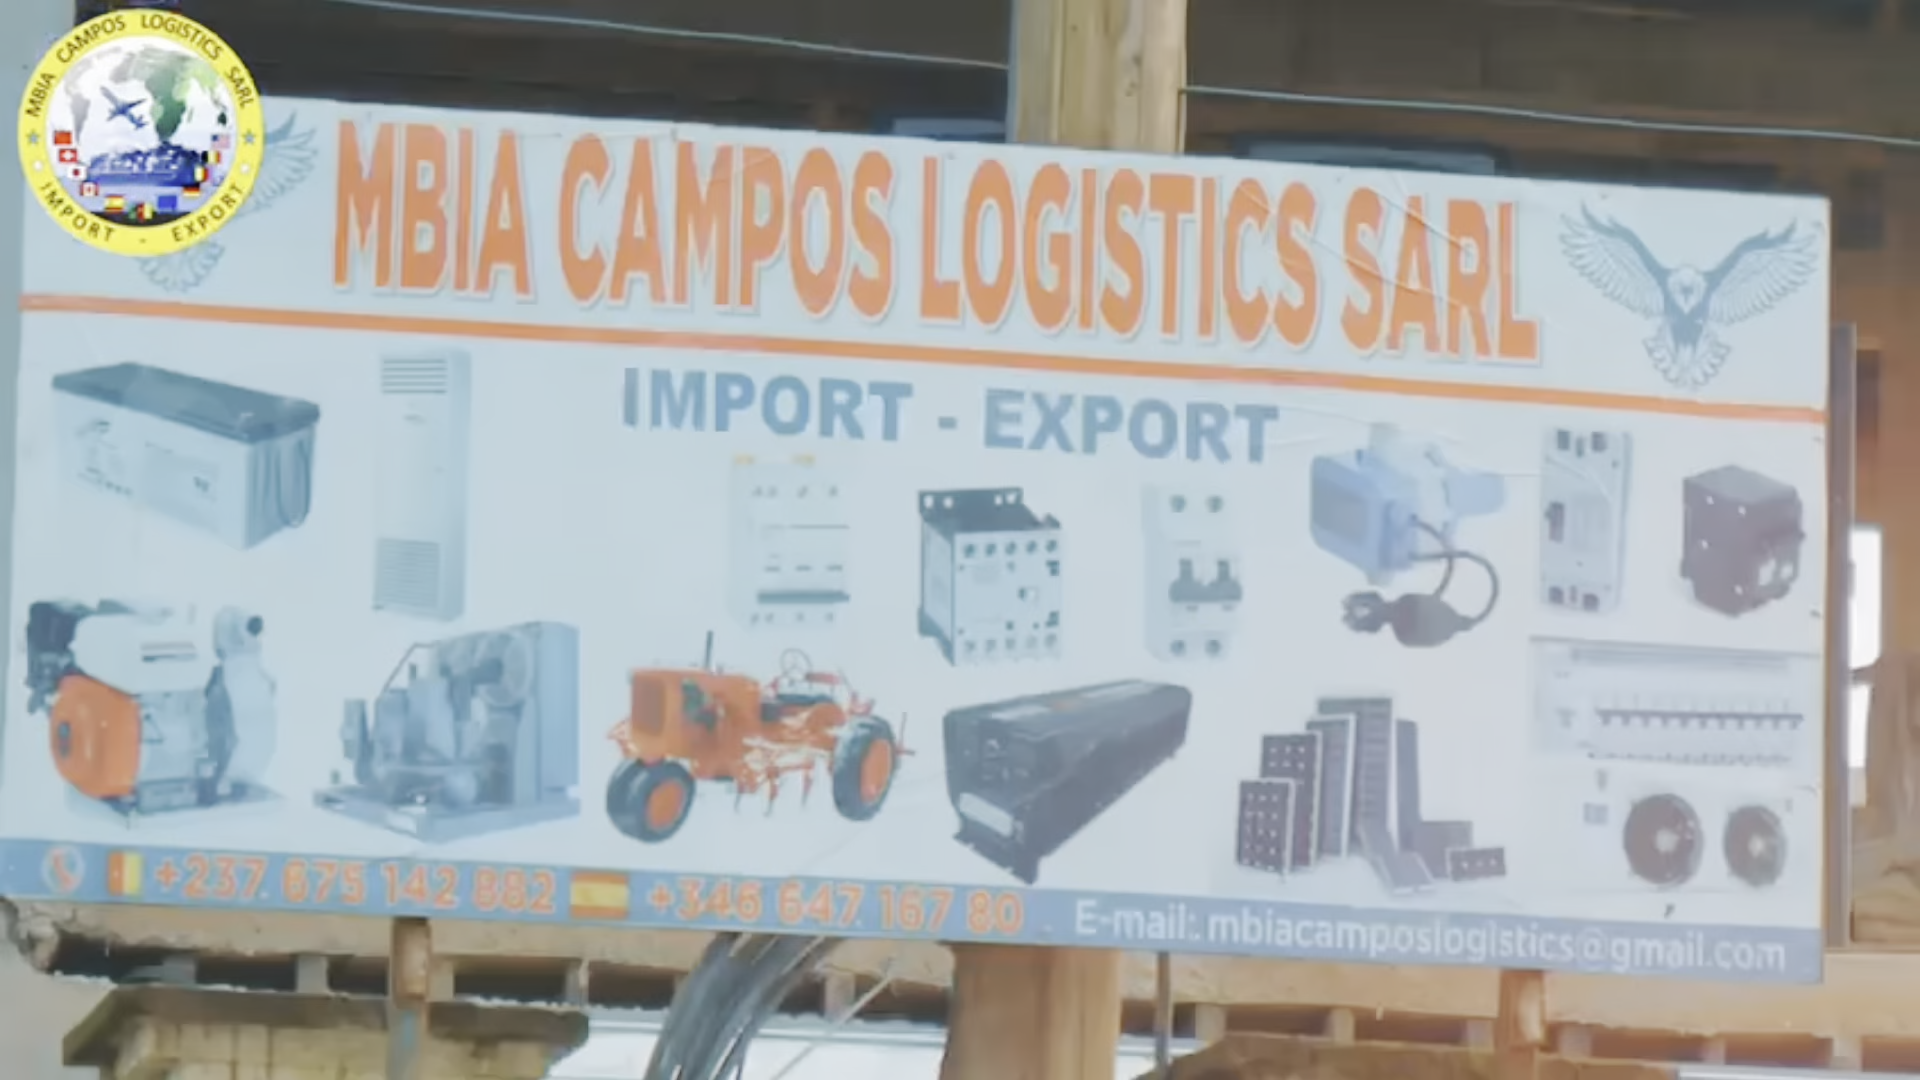 MBIA CAMPOS LOGISTICS SARL
IMPORT - EXPORT
MBIA CAMPOS LOGISTICS SARL
IMPORT - EXPORT
+237 675 142 882 +346 647 167 80 E-mail: mbiacamposlogistics@gmail.com